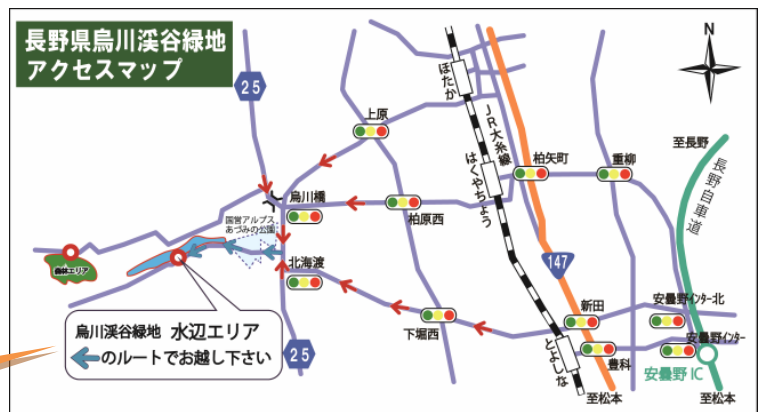 長野県烏川渓谷緑地
アクセスマップ
N
25
ほたか
上原
JR大糸線
至長野
長野自動車道
はくやちょう
柏矢町
重柳
烏川橋
国営アルプス
あづみの公園
柏原西
森林エリア
北海渡
147
烏川渓谷緑地 水辺エリア
のルートでお越し下さい
25
下堀西
新田
安曇野インター北
とよしな
豊科
安曇野インター
安曇野IC
至松本
至松本